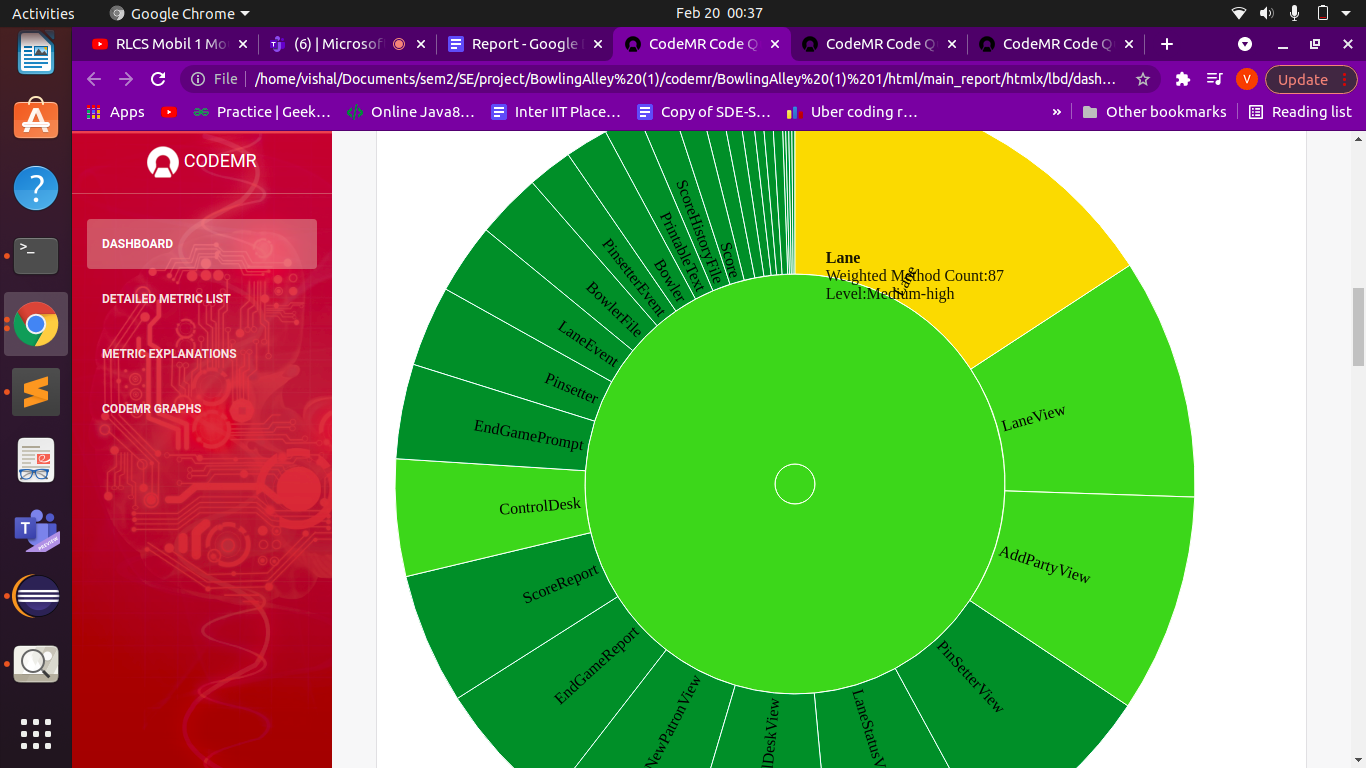 Activities
Google Chrome
Feb 20 00:37
RLCS Mobil 1 Mo
(6) | Microsof
Report - Google
CodeMR Code Q
CodeMR Code Q
CodeMR Code Q
File
/home/vishal/Documents/sem2/SE/project/BowlingAlley%20(1)/codemr/BowlingAlley%20(1)%201/html/main_report/htmlx/lbd/dash...
V
Update
Apps
Practice | Geek...
Online Java8...
Inter IIT Place...
Copy of SDE-S...
Uber coding r...
»
Other bookmarks
Reading list
CODEMR
DASHBOARD
DETAILED METRIC LIST
METRIC EXPLANATIONS
CODEMR GRAPHS
Lane
Weighted Method Count:87
Level:Medium-high
Lane
LaneView
AddPartyView
PinSetterView
LaneStatusV
lDeskView
NewPatronView
EndGameReport
ScoreReport
ControlDesk
EndGamePrompt
Pinsetter
LaneEvent
BowlerFile
PinsetterEvent
Bowler
PrintableText
ScoreHistoryFile
Score